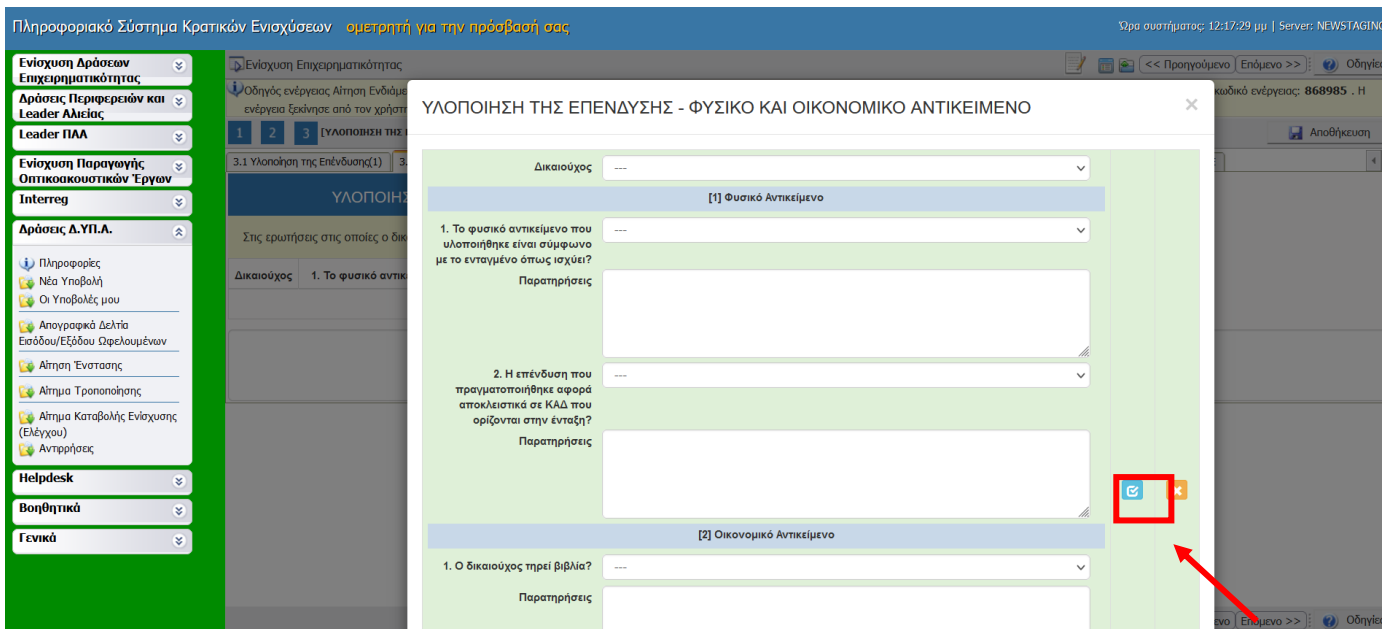 Πληροφοριακό Σύστημα Κρατικών Ενισχύσεων ομετρητή για την πρόσβασή σας
Ώρα συστήματος: 12:17:29 μμ | Server: NEWSTAGING
Ενίσχυση Δράσεων
Επιχειρηματικότητας
Δράσεις Περιφερειών και
Leader Αλιείας
Leader ΠΑΑ
Ενίσχυση Παραγωγής
Οπτικοακουστικών Έργων
Interreg
Δράσεις Δ.ΥΠ.Α.
Πληροφορίες
Νέα Υποβολή
Οι Υποβολές μου
Απογραφικά Δελτία
Εισόδου/Εξόδου Ωφελουμένων
Αίτηση Ένστασης
Αίτημα Τροποποίησης
Αίτημα Καταβολής Ενίσχυσης
(Ελέγχου)
Αντιρρήσεις
Helpdesk
Βοηθητικά
Γενικά
Ενίσχυση Επιχειρηματικότητας
<< Προηγούμενο Επόμενο >> Οδηγίες
Οδηγός ενέργειας Αίτηση Ενδιάμε
κωδικό ενέργειας: 868985 . Η
ενέργεια ξεκίνησε από τον χρήστη
1 2 3 [ΥΛΟΠΟΙΗΣΗ ΤΗΣ
Αποθήκευση
3.1 Υλοποίηση της Επένδυσης(1) 3.
ΥΛΟΠΟΙΗΣ
Στις ερωτήσεις στις οποίες ο δικ
Δικαιούχος 1. Το φυσικό αντικ
ΥΛΟΠΟΙΗΣΗ ΤΗΣ ΕΠΕΝΔΥΣΗΣ - ΦΥΣΙΚΟ ΚΑΙ ΟΙΚΟΝΟΜΙΚΟ ΑΝΤΙΚΕΙΜΕΝΟ ×
Δικαιούχος ---
[1] Φυσικό Αντικείμενο
1. Το φυσικό αντικείμενο που ---
υλοποιήθηκε είναι σύμφωνο
με το ενταγμένο όπως ισχύει?
Παρατηρήσεις
2. Η επένδυση που ---
πραγματοποιήθηκε αφορά
αποκλειστικά σε ΚΑΔ που
ορίζονται στην ένταξη?
Παρατηρήσεις
[2] Οικονομικό Αντικείμενο
1. Ο δικαιούχος τηρεί βιβλία? ---
Παρατηρήσεις
Επόμενο >> Οδηγίες